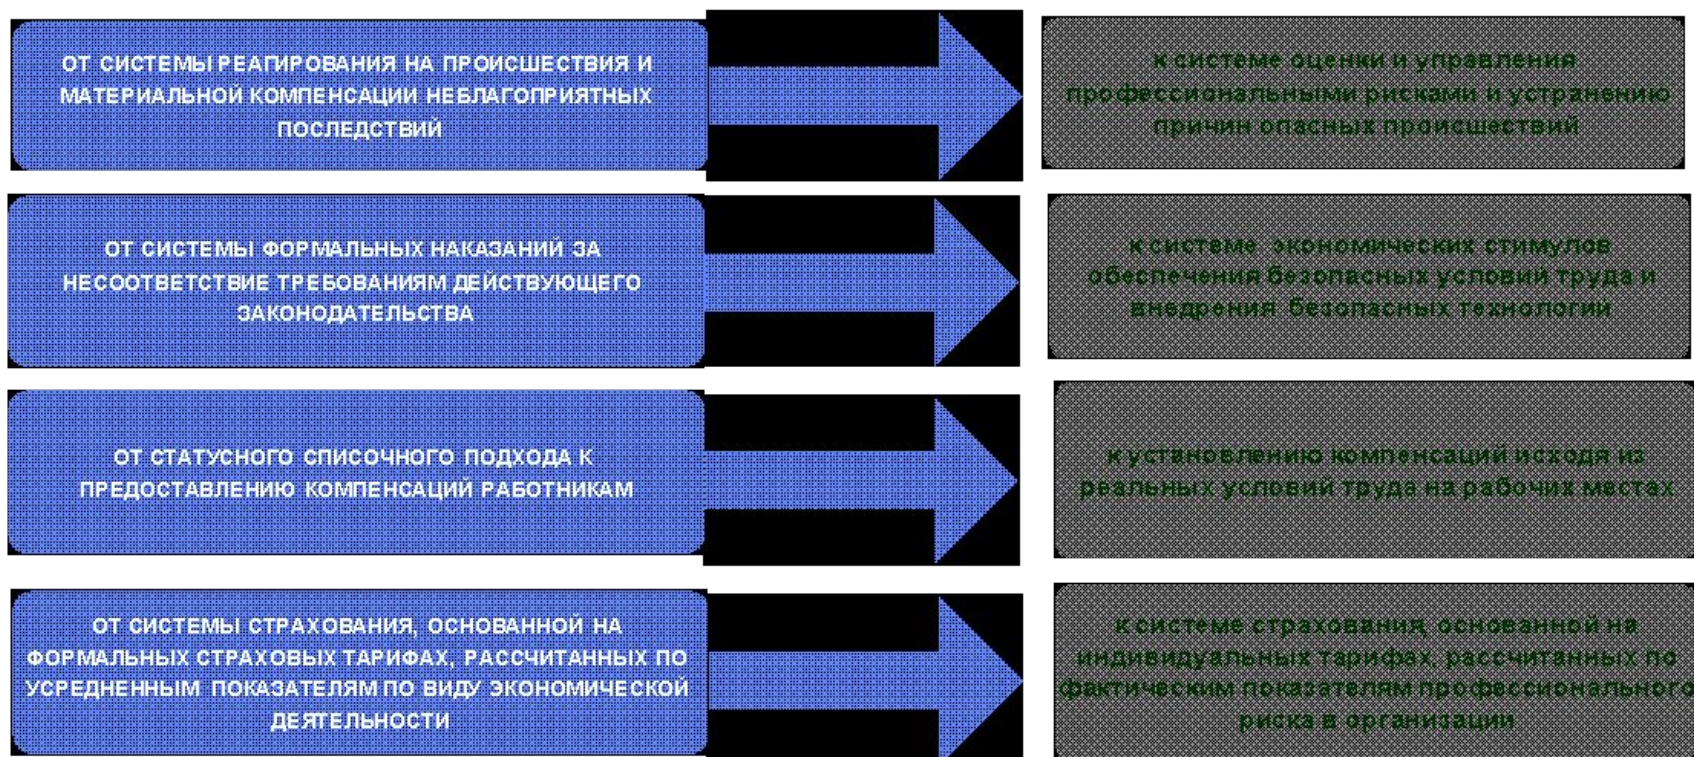 ОТ СИСТЕМЫ РЕАГИРОВАНИЯ НА ПРОИСШЕСТВИЯ И
МАТЕРИАЛЬНОЙ КОМПЕНСАЦИИ НЕБЛАГОПРИЯТНЫХ
ПОСЛЕДСТВИЙ
к системе оценки и управления
профессиональными рисками и устранению
причин опасных происшествий
ОТ СИСТЕМЫ ФОРМАЛЬНЫХ НАКАЗАНИЙ ЗА
НЕСООТВЕТСТВИЕ ТРЕБОВАНИЯМ ДЕЙСТВУЮЩЕГО
ЗАКОНОДАТЕЛЬСТВА
к системе экономических стимулов
обеспечения безопасных условий труда и
внедрения безопасных технологий
ОТ СТАТУСНОГО СПИСОЧНОГО ПОДХОДА К
ПРЕДОСТАВЛЕНИЮ КОМПЕНСАЦИЙ РАБОТНИКАМ
к установлению компенсаций исходя из
реальных условий труда на рабочих местах
ОТ СИСТЕМЫ СТРАХОВАНИЯ, ОСНОВАННОЙ НА
ФОРМАЛЬНЫХ СТРАХОВЫХ ТАРИФАХ, РАССЧИТАННЫХ ПО
УСРЕДНЕННЫМ ПОКАЗАТЕЛЯМ ПО ВИДУ ЭКОНОМИЧЕСКОЙ
ДЕЯТЕЛЬНОСТИ
к системе страхования, основанной на
индивидуальных тарифах, рассчитанных по
фактическим показателям профессионального
риска в организации